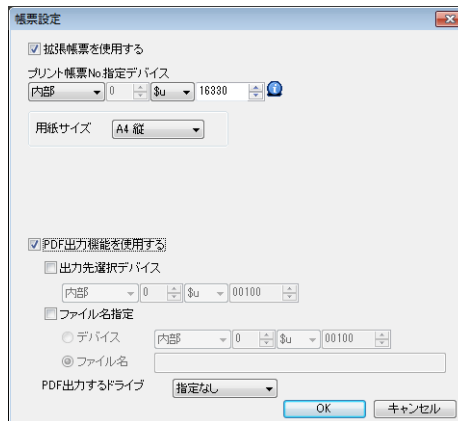 帳票設定
拡張帳票を使用する
プリント帳票No.指定デバイス
内部 0 $u 16330
用紙サイズ A4 縦
PDF出力機能を使用する
出力先選択デバイス
内部 0 $u 00100
ファイル名指定
デバイス 内部 0 $u 00100
ファイル名
PDF出力するドライブ 指定なし
OK キャンセル